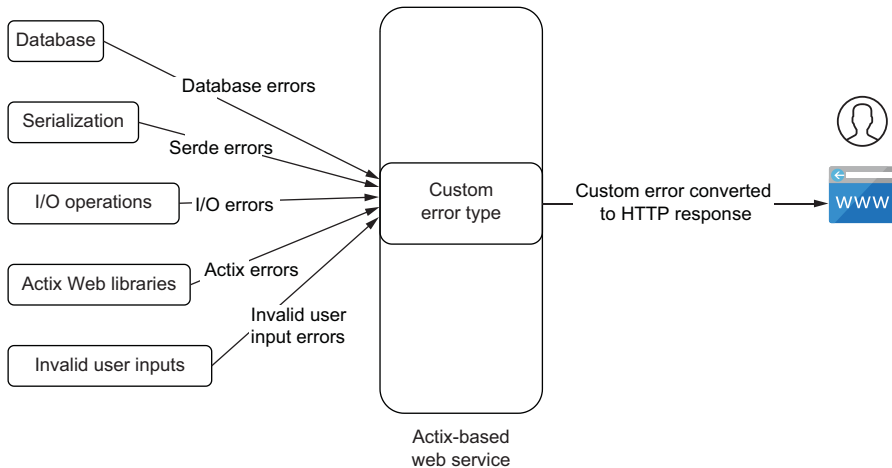 Database
Database errors
Serialization
Serde errors
I/O operations
I/O errors
Actix Web libraries
Actix errors
Invalid user inputs
Invalid user
input errors
Custom
error type
Actix-based
web service
Custom error converted
to HTTP response
WWW